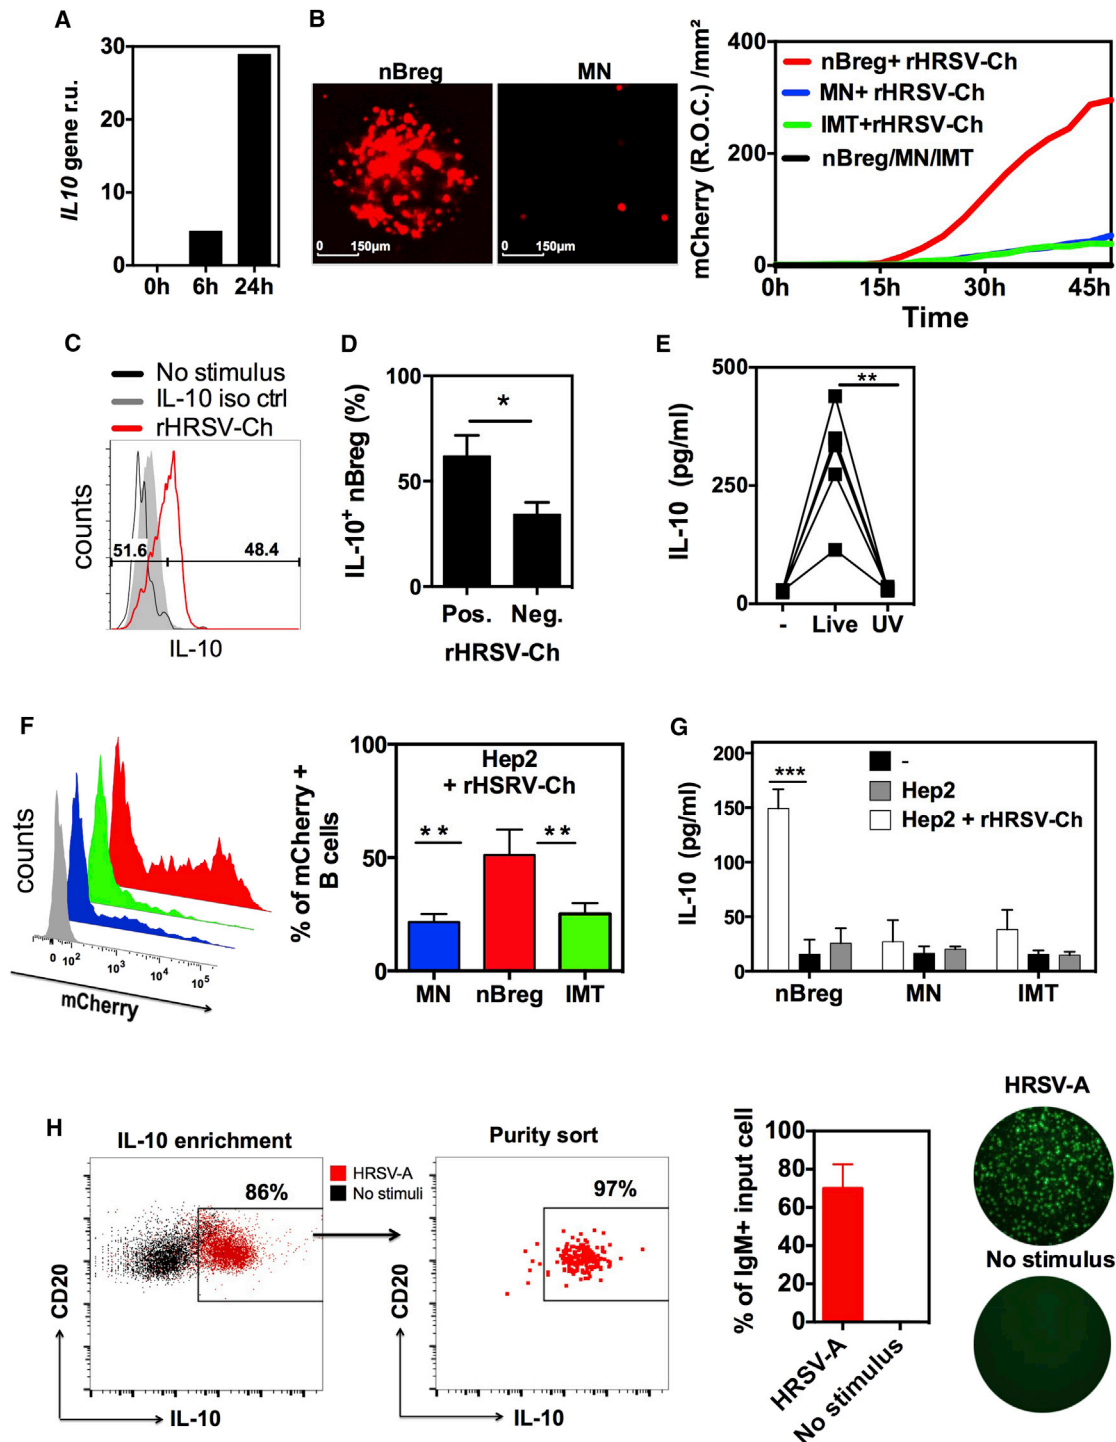 A
IL10 gene r.u.
30
20
10
0
0h 6h 24h
B
nBreg
MN
0 150µm
0 150µm
mCherry (R.O.C.) /mm²
400
200
0
nBreg+ rHRSV-Ch
MN+ rHRSV-Ch
IMT+rHRSV-Ch
nBreg/MN/IMT
0h 15h 30h 45h
Time
C
No stimulus
IL-10 iso ctrl
rHRSV-Ch
counts
51.6 48.4
IL-10
D
IL-10+ nBreg (%)
100
50
0
*
Pos. Neg.
rHRSV-Ch
E
IL-10 (pg/ml)
500
250
0
**
- Live UV
F
counts
0 10² 10³ 10⁴ 10⁵
mCherry
% of mCherry +
B cells
100
50
0
Hep2
+ rHSRV-Ch
** **
MN nBreg IMT
G
IL-10 (pg/ml)
200
150
100
50
0
***
-
Hep2
Hep2 + rHRSV-Ch
nBreg MN IMT
H
IL-10 enrichment
86%
CD20
IL-10
HRSV-A
No stimuli
Purity sort
97%
CD20
IL-10
% of IgM+ input cell
100
80
60
40
20
0
HRSV-A
No stimulus
HRSV-A
No stimulus